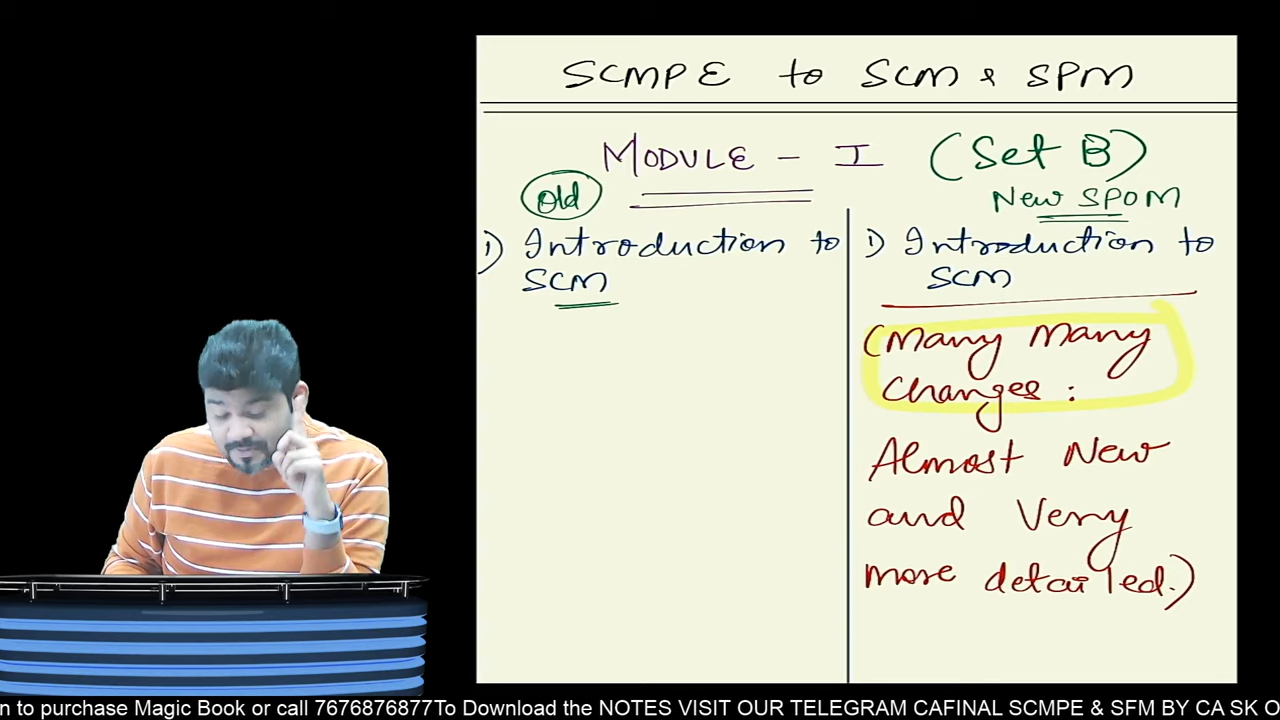 SCMPE to SCM & SPM
MODULE - I (Set B)
Old
New SPOM
1) Introduction to
SCM
1) Introduction to
SCM
(Many Many
Changes :
Almost New
and Very
more detailed.)
n to purchase Magic Book or call 7676876877To Download the NOTES VISIT OUR TELEGRAM CAFINAL SCMPE & SFM BY CA SK O